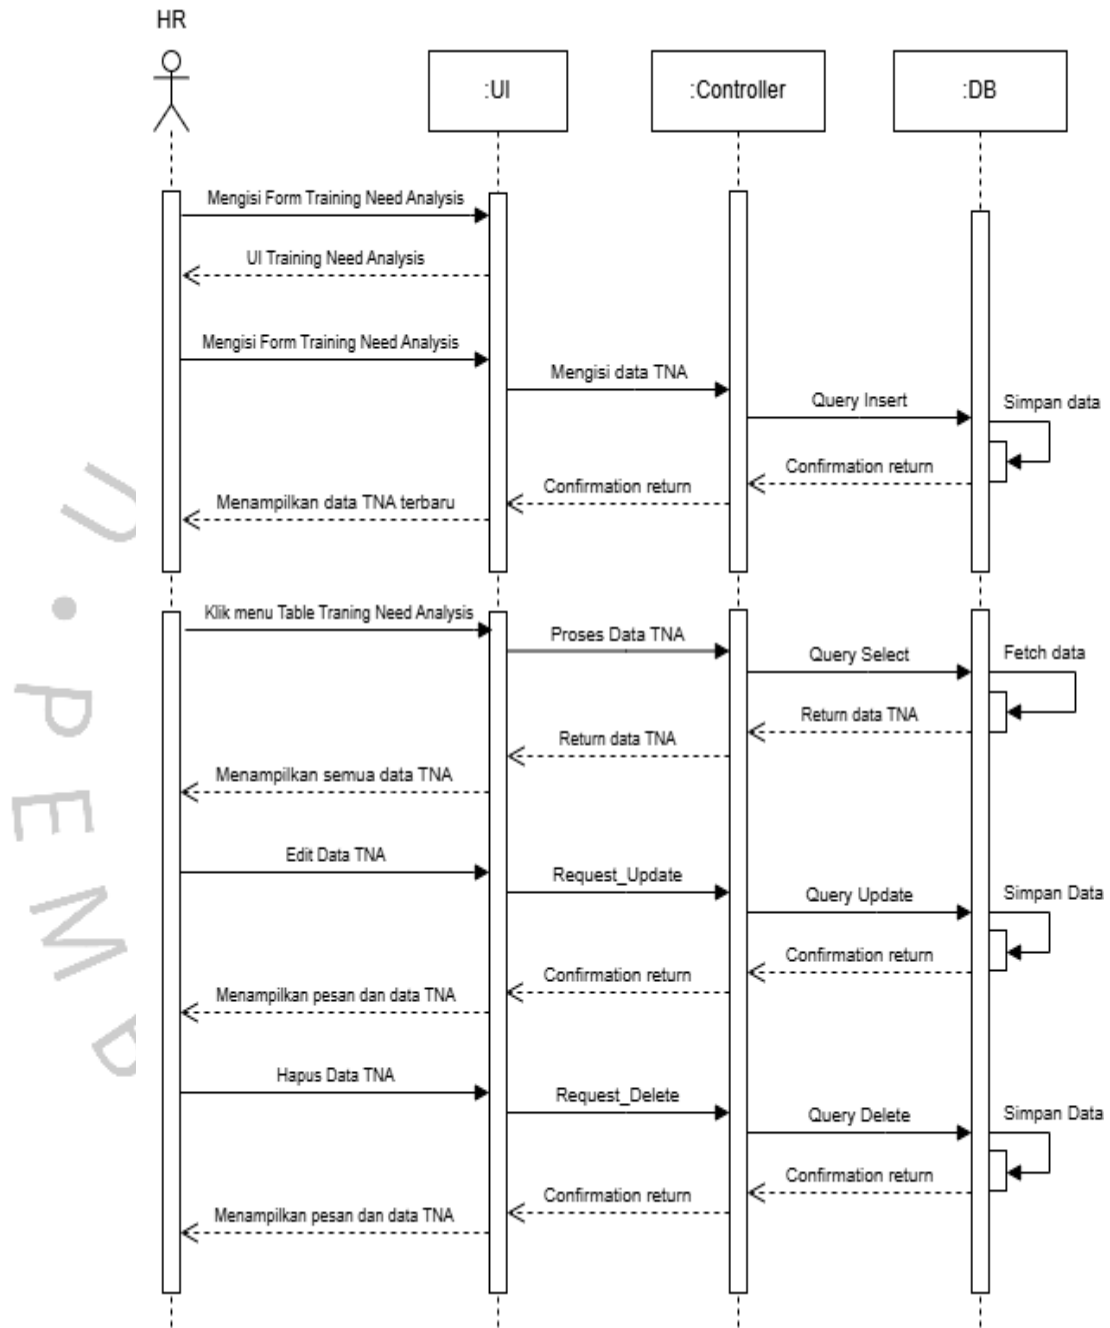 HR
:UI
:Controller
:DB
Mengisi Form Training Need Analysis
UI Training Need Analysis
Mengisi Form Training Need Analysis
Mengisi data TNA
Query Insert
Simpan data
Confirmation return
Confirmation return
Menampilkan data TNA terbaru
Klik menu Table Traning Need Analysis
Proses Data TNA
Query Select
Fetch data
Return data TNA
Return data TNA
Menampilkan semua data TNA
Edit Data TNA
Request_Update
Query Update
Simpan Data
Confirmation return
Confirmation return
Menampilkan pesan dan data TNA
Hapus Data TNA
Request_Delete
Query Delete
Simpan Data
Confirmation return
Confirmation return
Menampilkan pesan dan data TNA